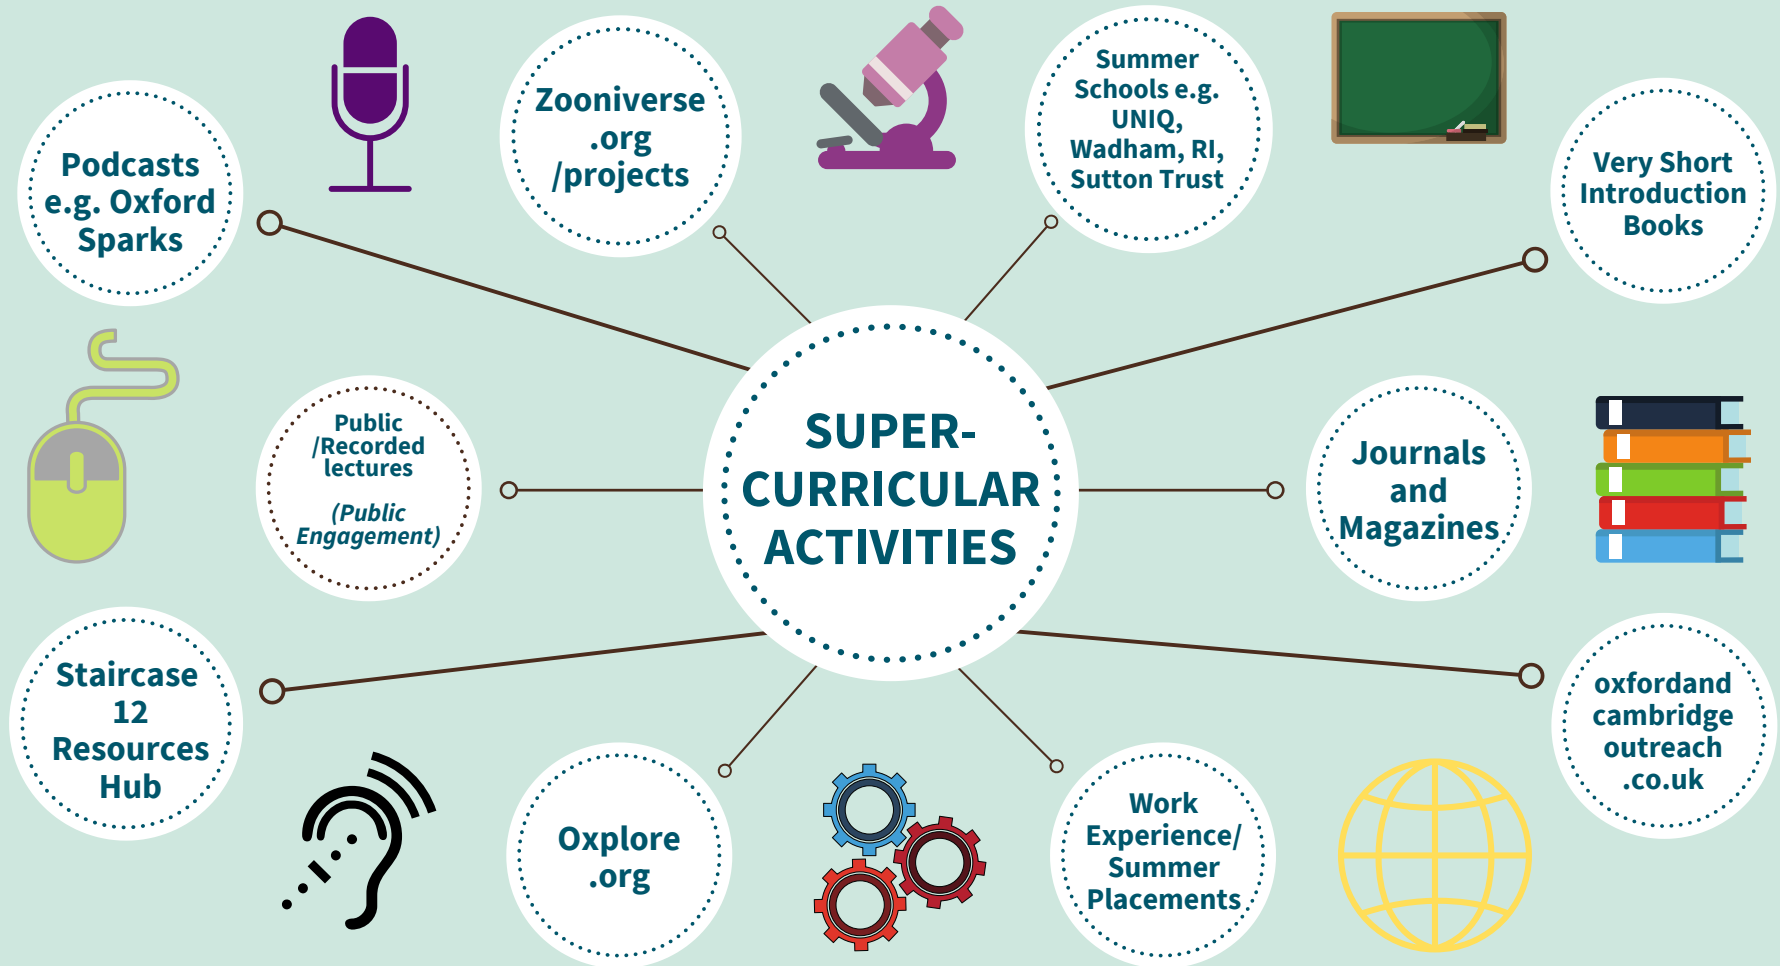 Podcasts
e.g. Oxford
Sparks
Zooniverse
.org
/projects
Summer
Schools e.g.
UNIQ,
Wadham, RI,
Sutton Trust
Very Short
Introduction
Books
Public
/Recorded
lectures
(Public
Engagement)
SUPER-
CURRICULAR
ACTIVITIES
Journals
and
Magazines
Staircase
12
Resources
Hub
Oxplore
.org
Work
Experience/
Summer
Placements
oxfordand
cambridge
outreach
.co.uk